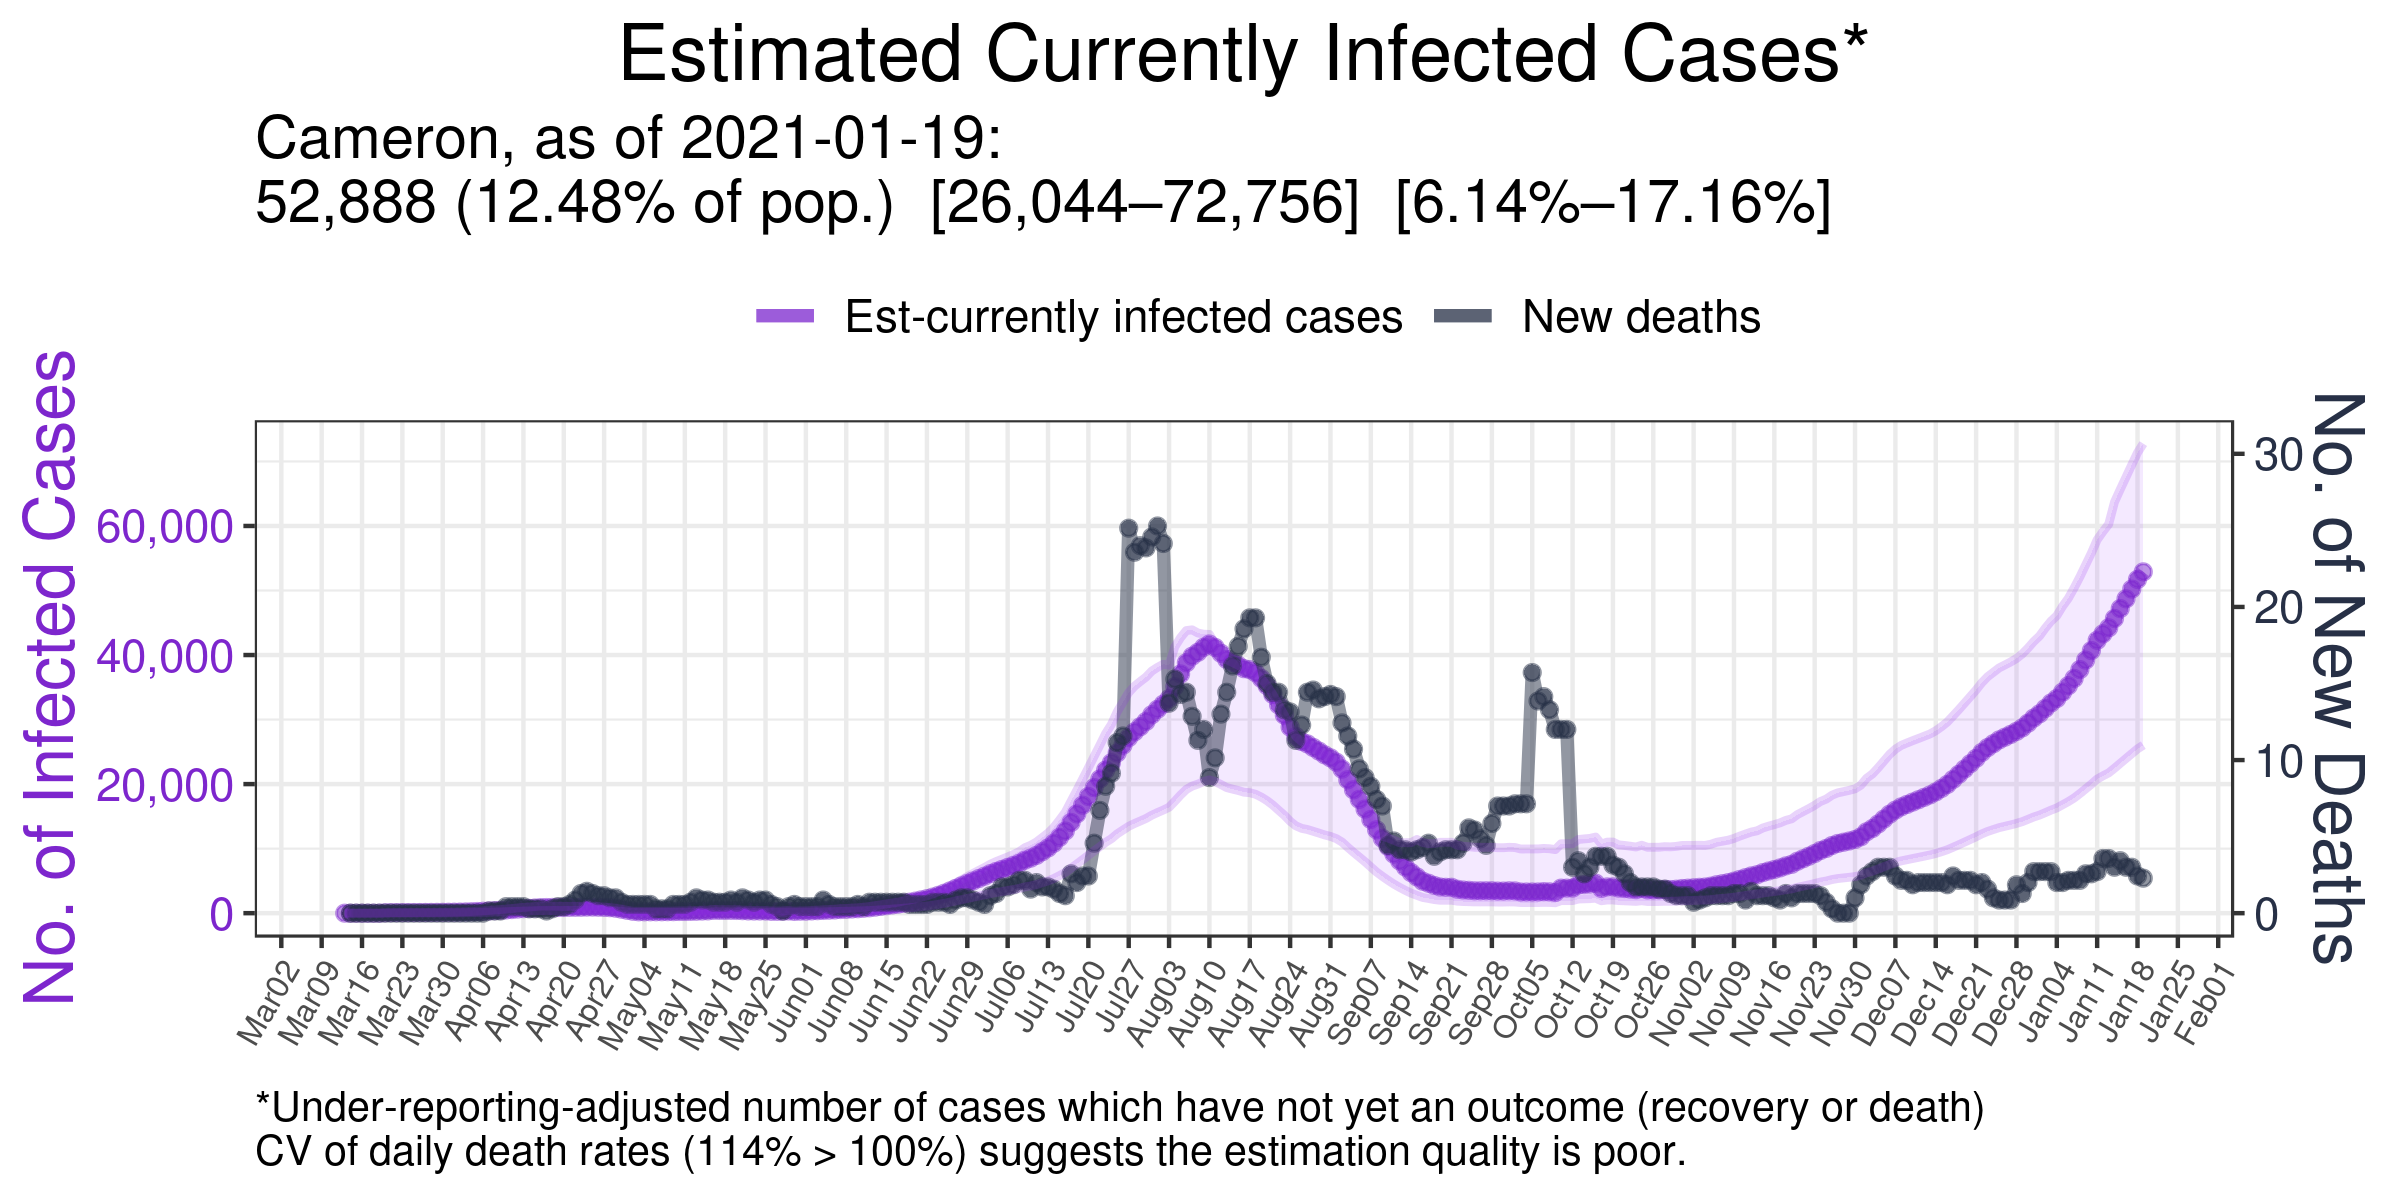 Estimated Currently Infected Cases*
Cameron, as of 2021-01-19:
52,888 (12.48% of pop.) [26,044–72,756] [6.14%–17.16%]
Est-currently infected cases
New deaths
No. of Infected Cases
60,000
40,000
20,000
0
30
20
10
0
No. of New Deaths
Mar02
Mar09
Mar16
Mar23
Mar30
Apr06
Apr13
Apr20
Apr27
May04
May11
May18
May25
Jun01
Jun08
Jun15
Jun22
Jun29
Jul06
Jul13
Jul20
Jul27
Aug03
Aug10
Aug17
Aug24
Aug31
Sep07
Sep14
Sep21
Sep28
Oct05
Oct12
Oct19
Oct26
Nov02
Nov09
Nov16
Nov23
Nov30
Dec07
Dec14
Dec21
Dec28
Jan04
Jan11
Jan18
Jan25
Feb01
*Under-reporting-adjusted number of cases which have not yet an outcome (recovery or death)
CV of daily death rates (114% > 100%) suggests the estimation quality is poor.